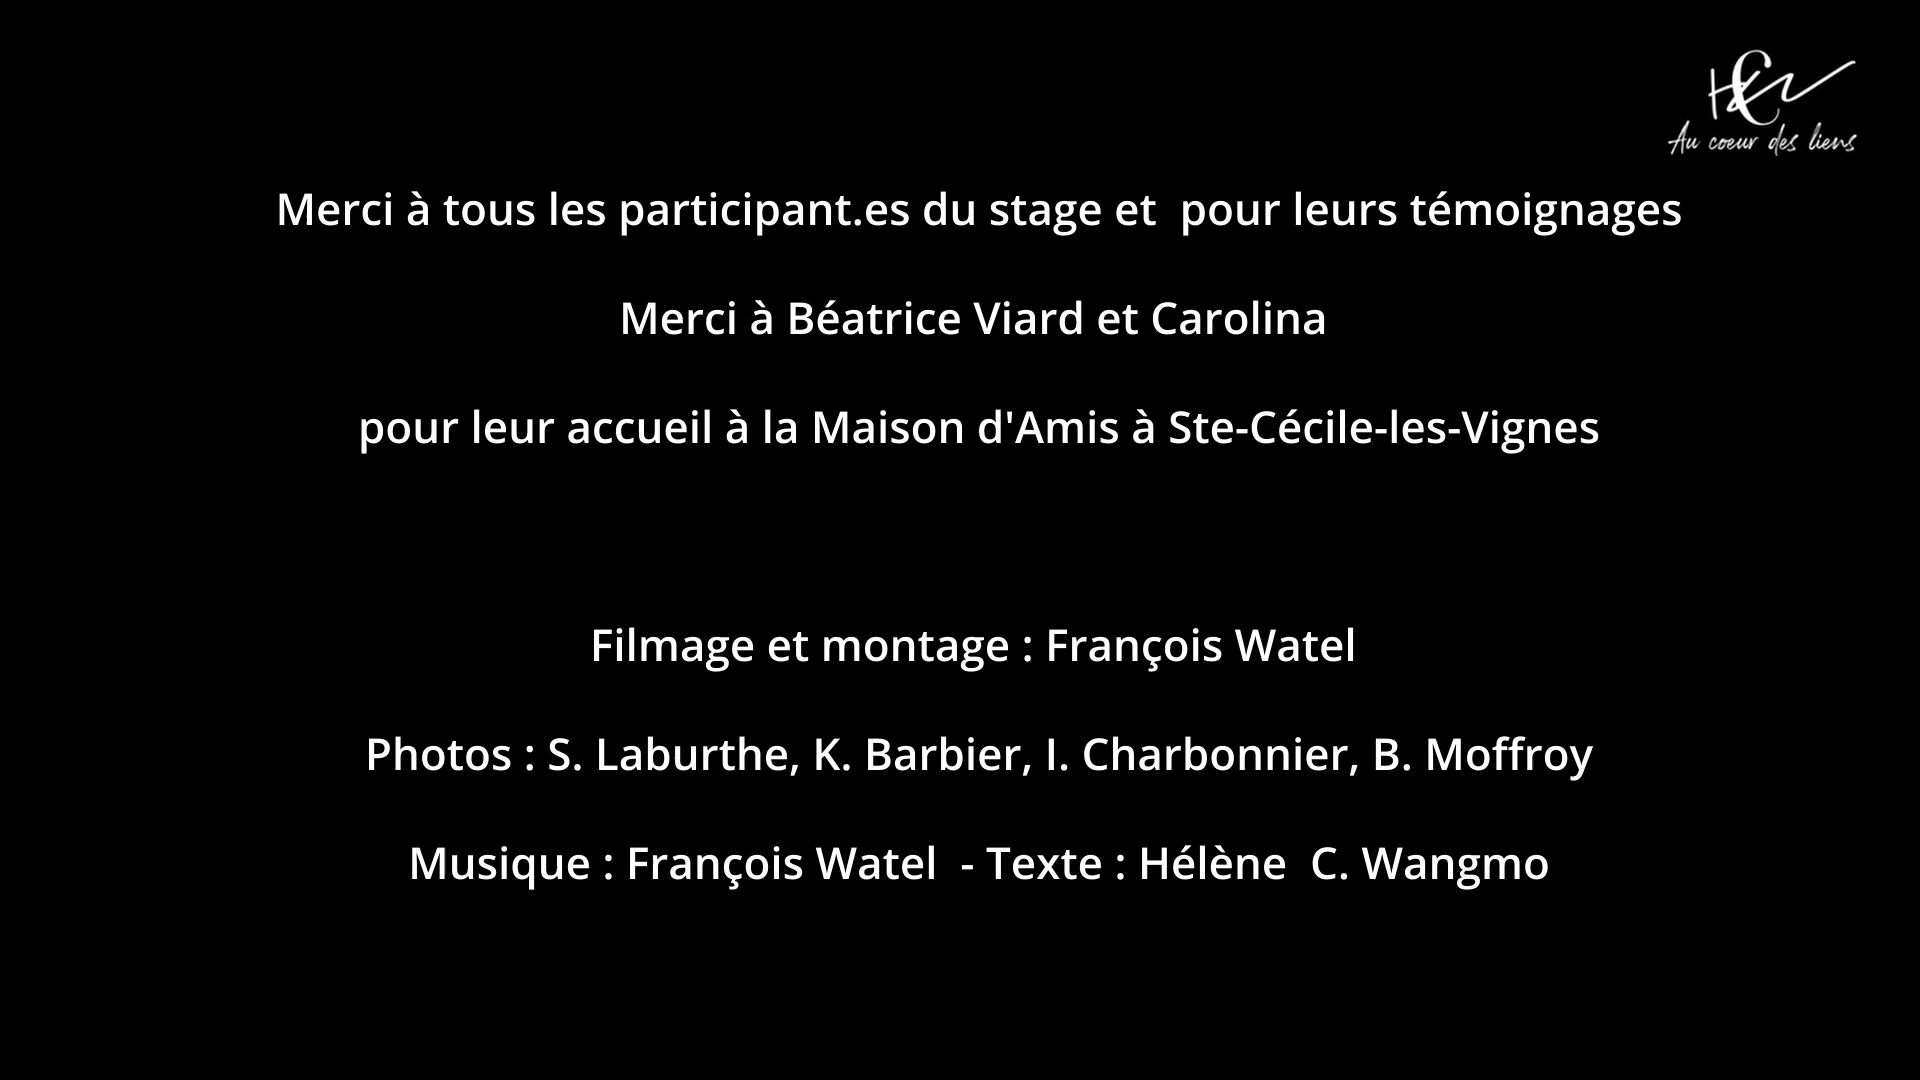 HCW
Au coeur des liens
Merci à tous les participant.es du stage et  pour leurs témoignages
Merci à Béatrice Viard et Carolina
pour leur accueil à la Maison d'Amis à Ste-Cécile-les-Vignes
Filmage et montage : François Watel
Photos : S. Laburthe, K. Barbier, I. Charbonnier, B. Moffroy
Musique : François Watel  - Texte : Hélène  C. Wangmo